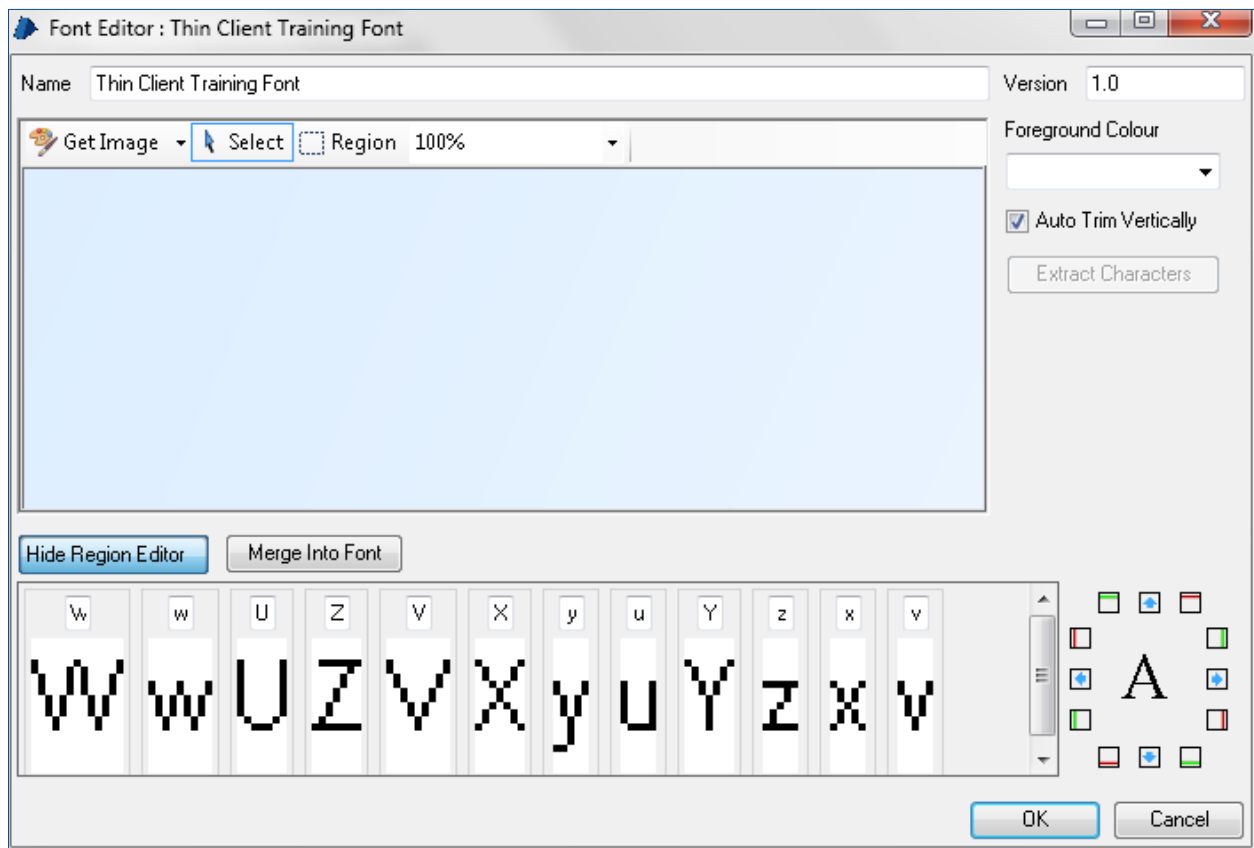 Font Editor : Thin Client Training Font
Name Thin Client Training Font Version 1.0
Get Image Select Region 100%
Foreground Colour
Auto Trim Vertically
Extract Characters
Hide Region Editor Merge Into Font
W w U Z V X y u Y z x v
W w U Z V X y u Y z x v
A
OK Cancel